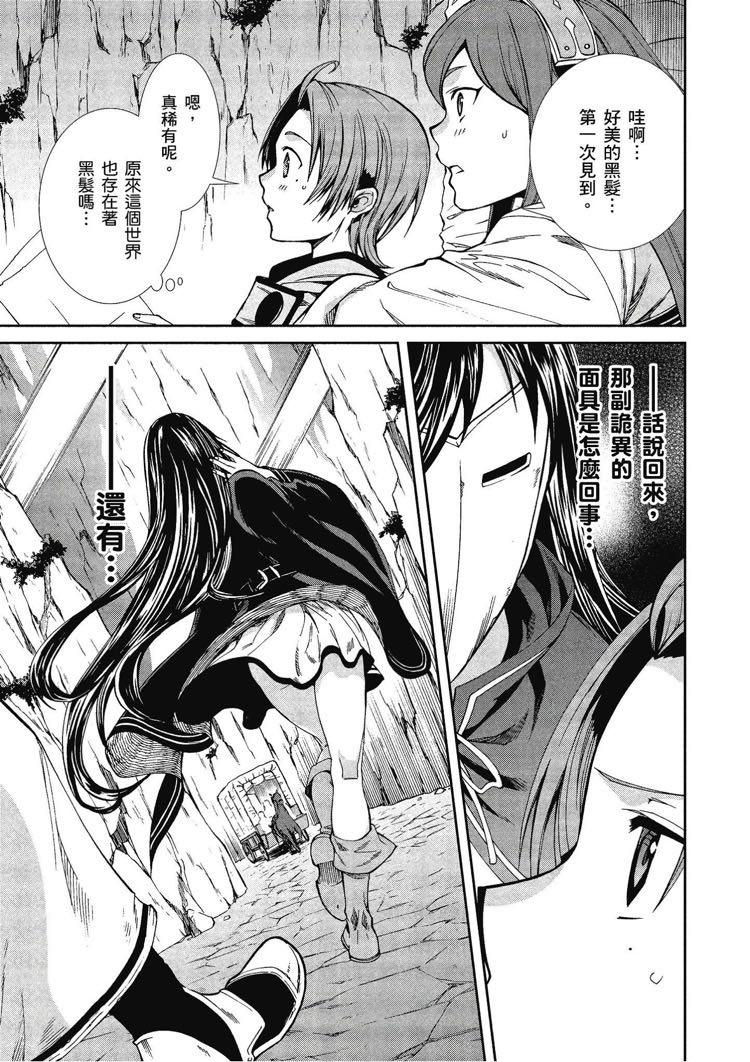 哇啊…
好美的黑髮…
第一次見到。
嗯，
真稀有呢。
原來這個世界
也存在著
黑髮嗎…
——話說回來，
那副詭異的
面具是怎麼回事…
——還有…